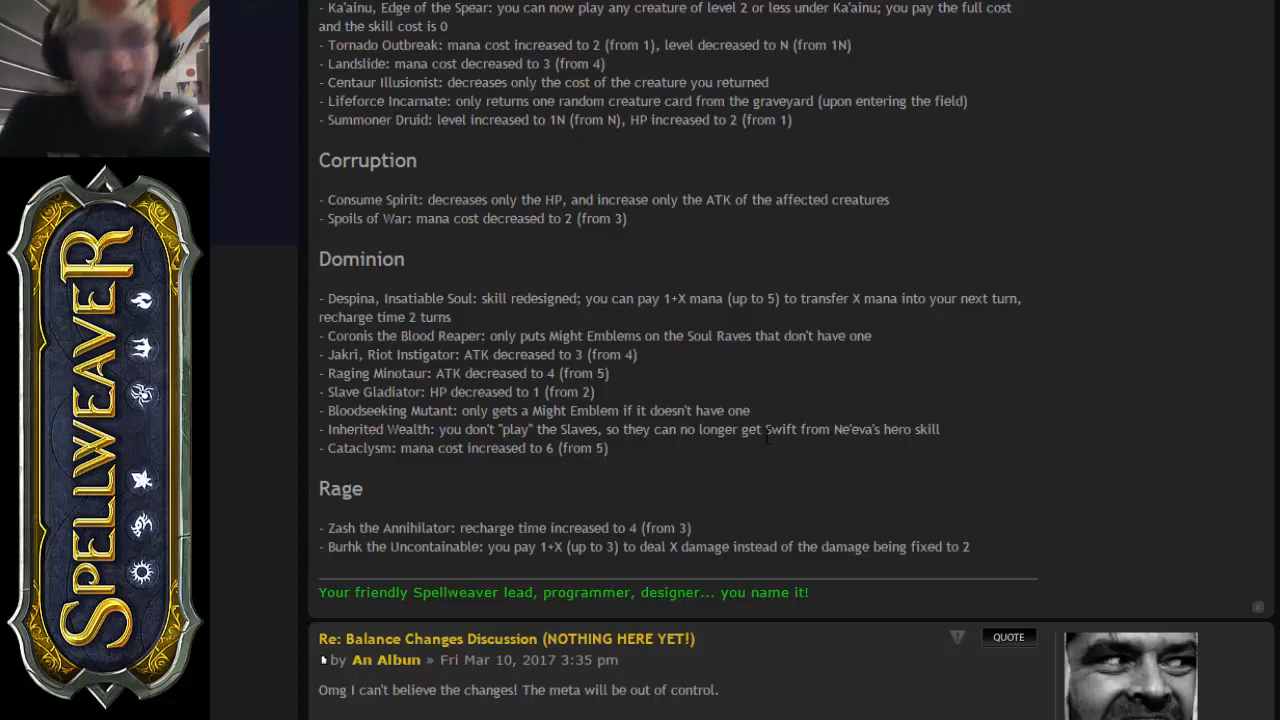 - Ka'ainu, Edge of the Spear: you can now play any creature of level 2 or less under Ka'ainu; you pay the full cost
and the skill cost is 0
- Tornado Outbreak: mana cost increased to 2 (from 1), level decreased to N (from 1N)
- Landslide: mana cost decreased to 3 (from 4)
- Centaur Illusionist: decreases only the cost of the creature you returned
- Lifeforce Incarnate: only returns one random creature card from the graveyard (upon entering the field)
- Summoner Druid: level increased to 1N (from N), HP increased to 2 (from 1)
Corruption
- Consume Spirit: decreases only the HP, and increase only the ATK of the affected creatures
- Spoils of War: mana cost decreased to 2 (from 3)
Dominion
- Despina, Insatiable Soul: skill redesigned; you can pay 1+X mana (up to 5) to transfer X mana into your next turn,
recharge time 2 turns
- Coronis the Blood Reaper: only puts Might Emblems on the Soul Raves that don't have one
- Jakri, Riot Instigator: ATK decreased to 3 (from 4)
- Raging Minotaur: ATK decreased to 4 (from 5)
- Slave Gladiator: HP decreased to 1 (from 2)
- Bloodseeking Mutant: only gets a Might Emblem if it doesn't have one
- Inherited Wealth: you don't "play" the Slaves, so they can no longer get Swift from Ne'eva's hero skill
- Cataclysm: mana cost increased to 6 (from 5)
Rage
- Zash the Annihilator: recharge time increased to 4 (from 3)
- Burhk the Uncontainable: you pay 1+X (up to 3) to deal X damage instead of the damage being fixed to 2
Your friendly Spellweaver lead, programmer, designer... you name it!
Re: Balance Changes Discussion (NOTHING HERE YET!)
QUOTE
by An Albun » Fri Mar 10, 2017 3:35 pm
Omg I can't believe the changes! The meta will be out of control.
SPELLWEAVER